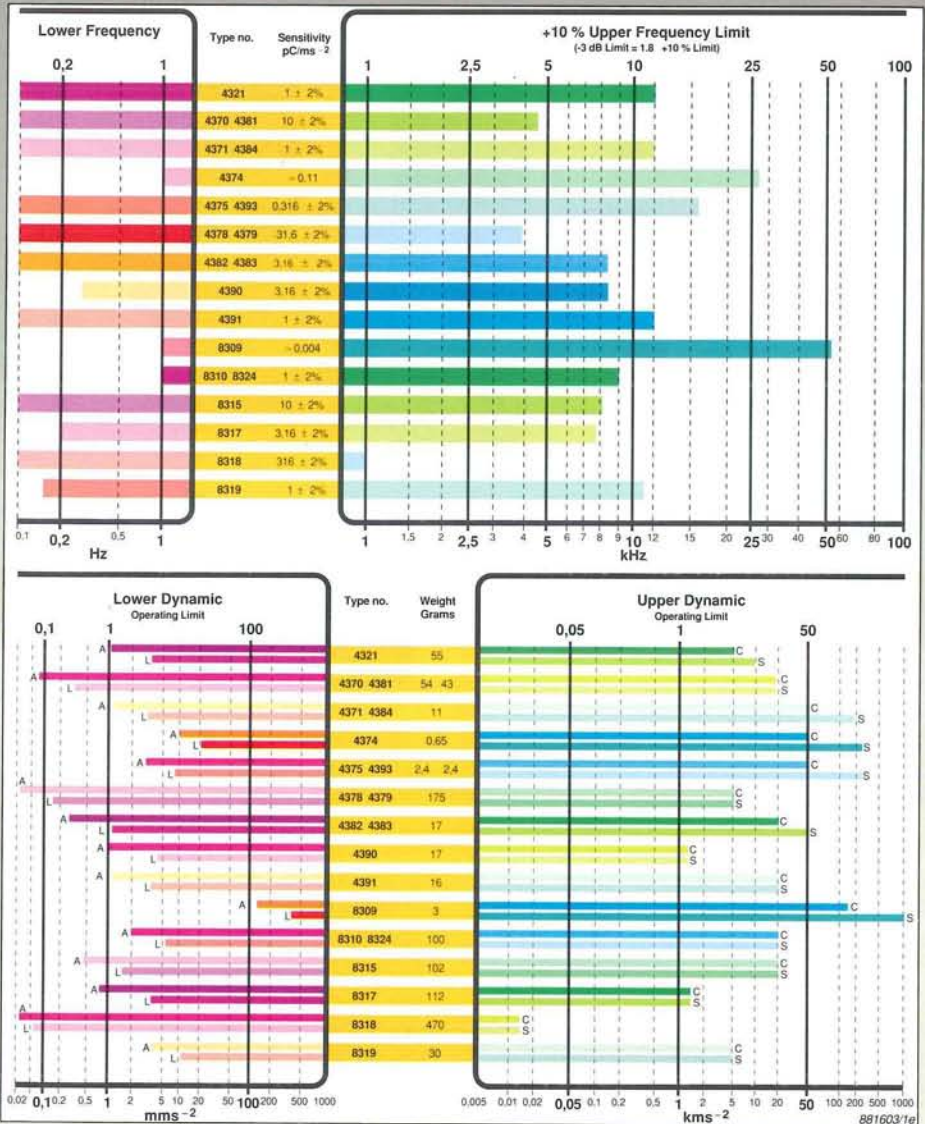 Lower Frequency Type no. Sensitivity +10 % Upper Frequency Limit
pC/ms⁻² (-3 dB Limit = 1.8 +10 % Limit)
0,2 1 1 2,5 5 10 25 50 100
4321 1 ± 2%
4370 4381 10 ± 2%
4371 4384 1 ± 2%
4374 ~0.11
4375 4393 0,316 ± 2%
4378 4379 31,6 ± 2%
4382 4383 3,16 ± 2%
4390 3,16 ± 2%
4391 1 ± 2%
8309 ~0,004
8310 8324 1 ± 2%
8315 10 ± 2%
8317 3,16 ± 2%
8318 316 ± 2%
8319 1 ± 2%
0,1 0,2 0,5 1 1 1,5 2 2,5 3 4 5 6 7 8 9 10 12 15 20 25 30 40 50 60 80 100
Hz kHz
Lower Dynamic Type no. Weight Upper Dynamic
Operating Limit Grams Operating Limit
0,1 1 100 0,05 1 50
A 4321 55 C
L S
A 4370 4381 54 43 C
L S
A 4371 4384 11 C
L S
A 4374 0.65 C
L S
A 4375 4393 2,4 2,4 C
L S
A 4378 4379 175 C
L S
A 4382 4383 17 C
L S
A 4390 17 C
L S
A 4391 16 C
L S
A 8309 3 C
L S
A 8310 8324 100 C
L S
A 8315 102 C
L S
A 8317 112 C
L S
A 8318 470 C
L S
A 8319 30 C
L S
0.02 0,1 0.2 0.5 1 2 5 10 20 50 100 200 500 1000 0,005 0,01 0,02 0,05 0.1 0.2 0,5 1 2 5 10 20 50 100 200 500 1000
mms⁻² kms⁻²
881603/1e